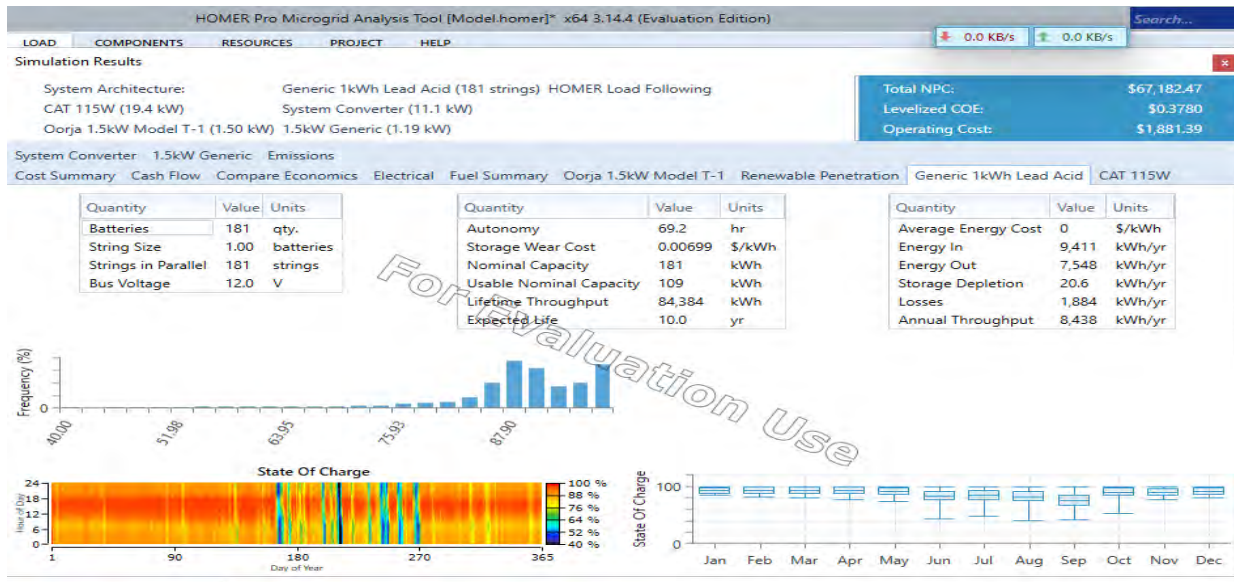 HOMER Pro Microgrid Analysis Tool [Model.homer]* x64 3.14.4 (Evaluation Edition)
Search...
0.0 KB/s 0.0 KB/s
LOAD COMPONENTS RESOURCES PROJECT HELP
Simulation Results
System Architecture: Generic 1kWh Lead Acid (181 strings) HOMER Load Following
CAT 115W (19.4 kW) System Converter (11.1 kW)
Oorja 1.5kW Model T-1 (1.50 kW) 1.5kW Generic (1.19 kW)
Total NPC: $67,182.47
Levelized COE: $0.3780
Operating Cost: $1,881.39
System Converter 1.5kW Generic Emissions
Cost Summary Cash Flow Compare Economics Electrical Fuel Summary Oorja 1.5kW Model T-1 Renewable Penetration Generic 1kWh Lead Acid CAT 115W
Quantity Value Units
Batteries 181 qty.
String Size 1.00 batteries
Strings in Parallel 181 strings
Bus Voltage 12.0 V
Quantity Value Units
Autonomy 69.2 hr
Storage Wear Cost 0.00699 $/kWh
Nominal Capacity 181 kWh
Usable Nominal Capacity 109 kWh
Lifetime Throughput 84,384 kWh
Expected Life 10.0 yr
Quantity Value Units
Average Energy Cost 0 $/kWh
Energy In 9,411 kWh/yr
Energy Out 7,548 kWh/yr
Storage Depletion 20.6 kWh/yr
Losses 1,884 kWh/yr
Annual Throughput 8,438 kWh/yr
For Evaluation Use
Frequency (%)
0
40.00 51.98 63.95 75.93 87.90
State Of Charge
Hour of Day
24
18
12
6
0
1 90 180 270 365
Day of Year
100 %
88 %
76 %
64 %
52 %
40 %
State Of Charge
100
0
Jan Feb Mar Apr May Jun Jul Aug Sep Oct Nov Dec